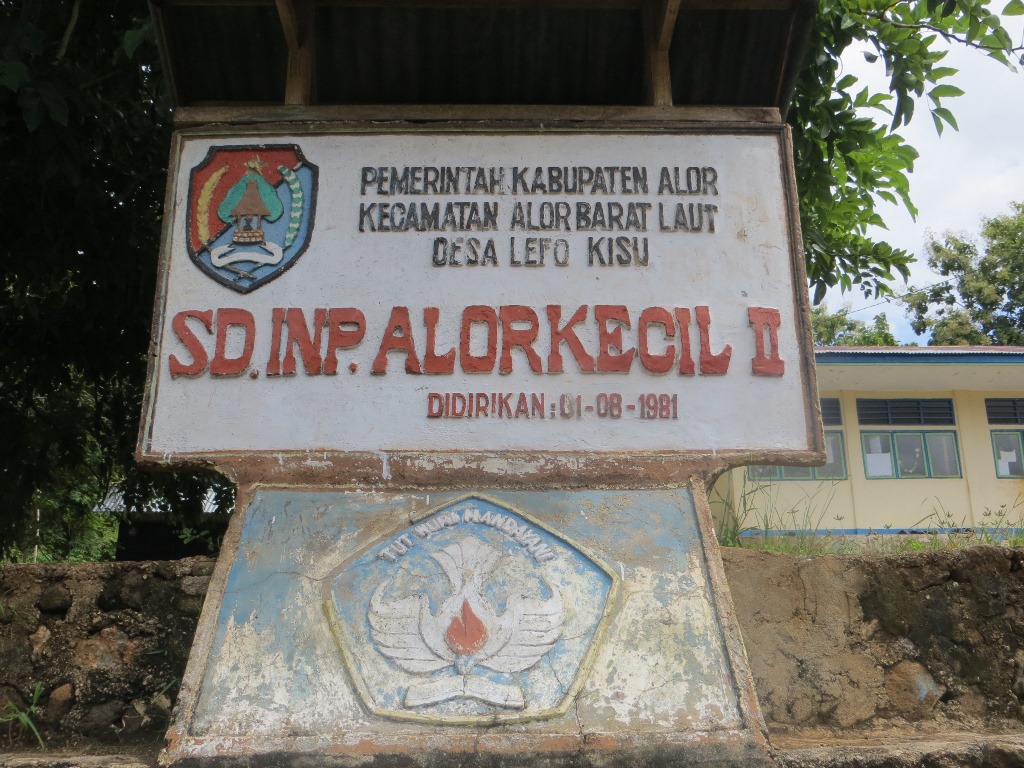 PEMERINTAH KABUPATEN ALOR
KECAMATAN ALOR BARAT LAUT
DESA LEFO KISU
SD. INP. ALORKECIL II
DIDIRIKAN : 01-08-1981
TUT WURI HANDAYANI